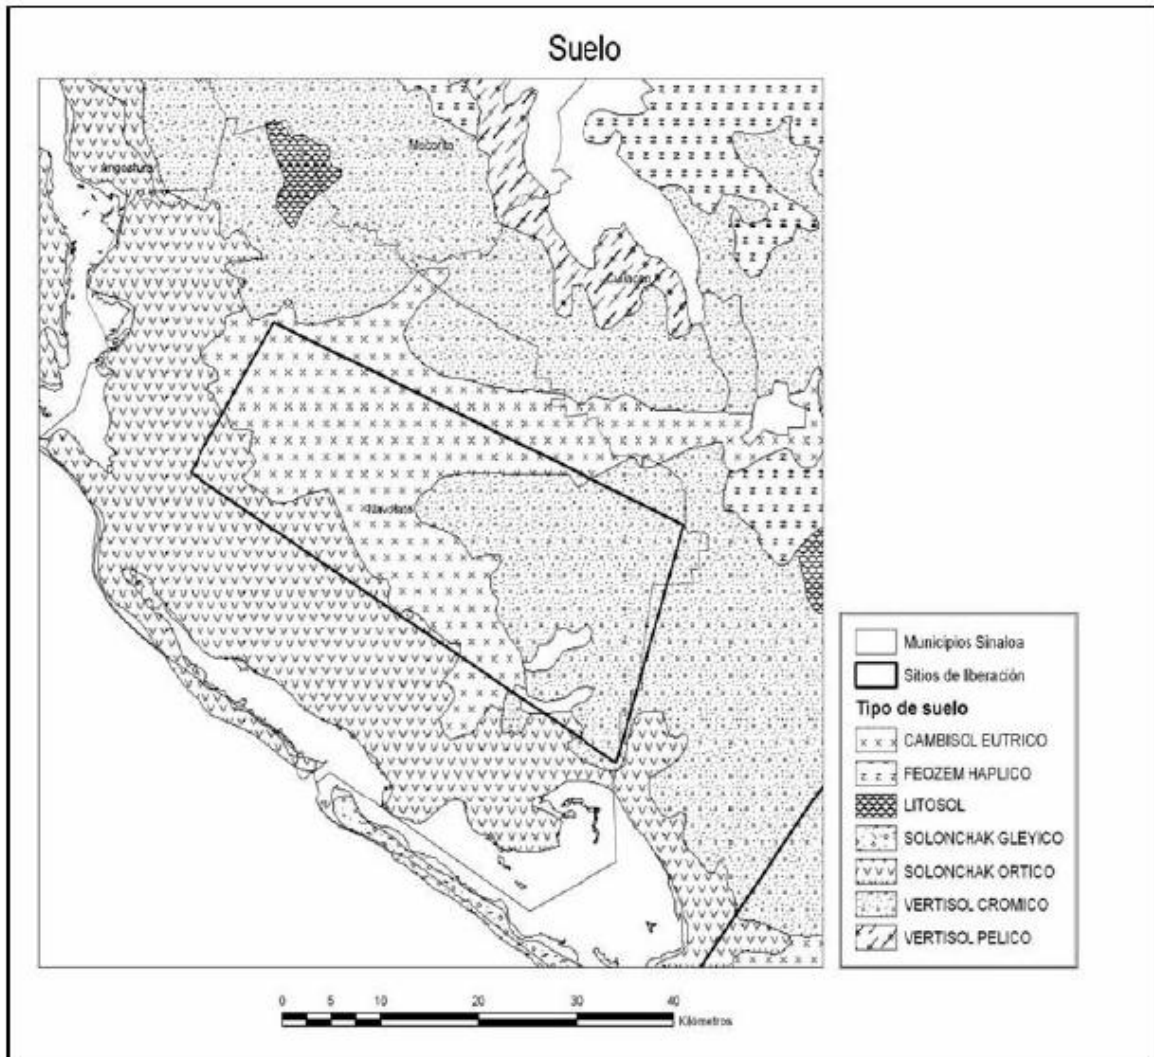 Suelo
Mocorito
Angostura
Culiacan
Navolato
Municipios Sinaloa
Sitios de liberación
Tipo de suelo
CAMBISOL EUTRICO
FEOZEM HAPLICO
LITOSOL
SOLONCHAK GLEYICO
SOLONCHAK ORTICO
VERTISOL CROMICO
VERTISOL PELICO
0 5 10 20 30 40
Kilómetros